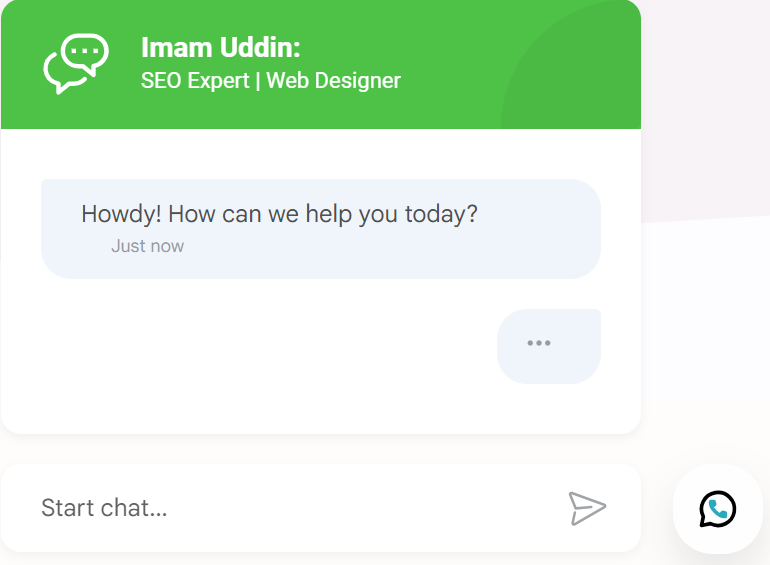 Imam Uddin:
SEO Expert | Web Designer
Howdy! How can we help you today?
Just now
•••
Start chat...